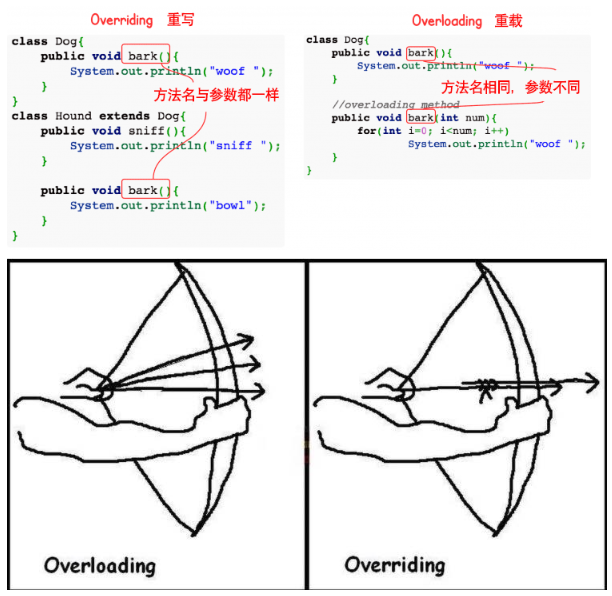 Overriding 重写
class Dog{
    public void bark(){
        System.out.println("woof ");
    }
}
方法名与参数都一样
class Hound extends Dog{
    public void sniff(){
        System.out.println("sniff ");
    }
    public void bark(){
        System.out.println("bowl");
    }
}
Overloading 重载
class Dog{
    public void bark(){
        System.out.println("woof ");
    }
方法名相同，参数不同
    //overloading method
    public void bark(int num){
        for(int i=0; i<num; i++)
            System.out.println("woof ");
    }
}
Overloading
Overriding